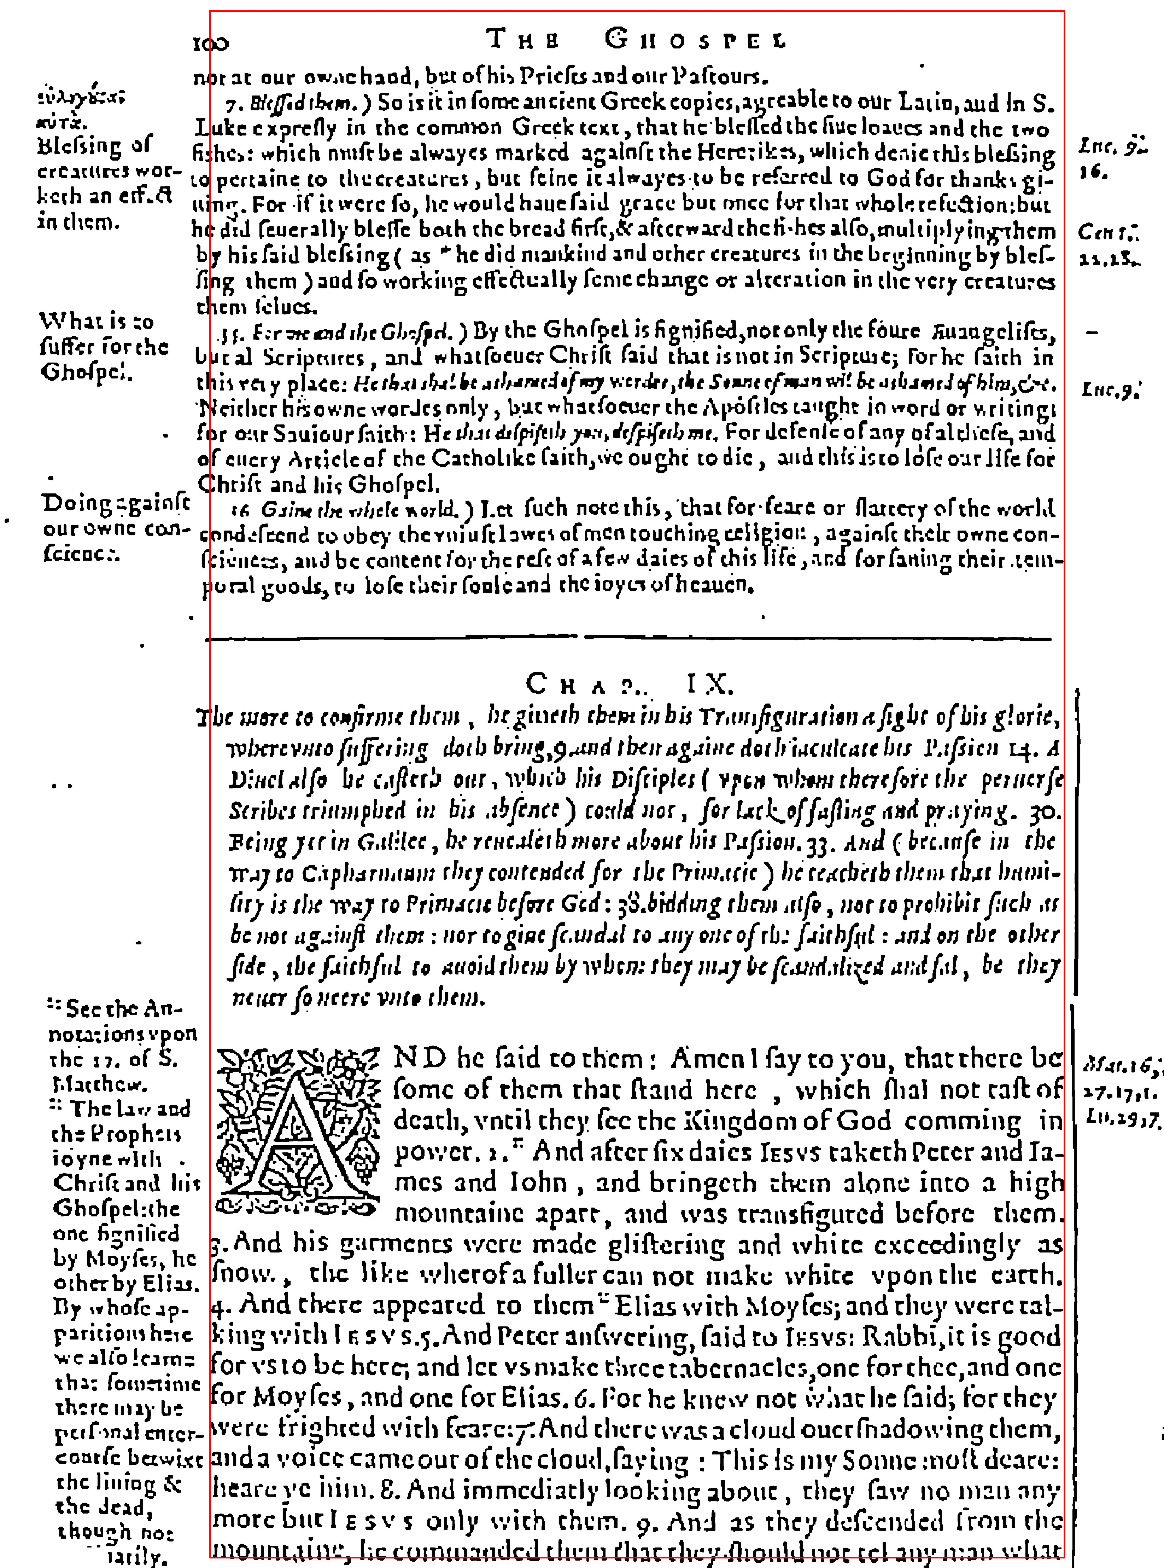 100 THE GHOSPEL
not at our owne hand, but of his Priests and our Pastours.
7. Blessed them.) So is it in some ancient Greek copies, agreable to our Latin, and in S.
Luke expresly in the common Greek text, that he blessed the fiue loaues and the two
fishes: which must be alwayes marked against the Heretikes, which denie this blessing
to pertaine to the creatures, but feine it alwayes to be referred to God for thanks gi-
uing. For if it were so, he would haue said grace but once for that whole refection: but
he did seuerally blesse both the bread first, & afterward the fishes also, multiplying them
by his said blessing (as * he did mankind and other creatures in the beginning by bles-
sing them) and so working effectually some change or alteration in the very creatures
them selues.
35. For me and the Ghospel.) By the Ghospel is signified, not only the foure Euangelists,
but al Scriptures, and whatsoeuer Christ said that is not in Scripture; for he saith in
this very place: He that shal be ashamed of my wordes, the Sonne of man wil be ashamed of him, &c.
Neither his owne wordes only, but whatsoeuer the Apostles taught in word or writing:
for our Sauiour saith: He that despiseth you, despiseth me. For defense of any of al these, and
of euery Article of the Catholike faith, we ought to die, and this is to lose our life for
Christ and his Ghospel.
36 Gaine the whole world.) Let such note this, that for feare or flattery of the world
condescend to obey the vniust lawes of men touching religion, against their owne con-
sciences, and be content for the rest of a few daies of this life, and for sauing their tem-
poral goods, to lose their soule and the ioyes of heauen.
εὐλογήσας
αὐτὰ.
Blessing of
creatures wor-
keth an effect
in them.
What is to
suffer for the
Ghospel.
Doing against
our owne con-
science.
Luc. 9.
16.
Gen 1.
22.28.
Luc. 9.
CHAP. IX.
The more to confirme them, he giueth them in his Transfiguration a sight of his glorie,
wherevnto suffering doth bring, 9. and then againe doth inculcate his Passion 14. A
Diuel also he casteth out, which his Disciples (vpon whom therefore the peruerse
Scribes triumphed in his absence) could not, for lack of fasting and praying. 30.
Being yet in Galilee, he reuealeth more about his Passion. 33. And (because in the
way to Capharnaum they contended for the Primacie) he teacheth them that humi-
lity is the way to Primacie before God: 38. bidding them also, not to prohibit such as
be not against them: nor to giue scandal to any one of the faithful: and on the other
side, the faithful to auoid them by whom they may be scandalized and fal, be they
neuer so neere vnto them.
AND he said to them: Amen I say to you, that there be
some of them that stand here, which shal not tast of
death, vntil they see the Kingdom of God comming in
power. 2. :: And after six daies IESVS taketh Peter and Ia-
mes and Iohn, and bringeth them alone into a high
mountaine apart, and was transfigured before them.
3. And his garments were made glistering and white exceedingly as
snow, the like wherof a fuller can not make white vpon the earth.
4. And there appeared to them :: Elias with Moyses; and they were tal-
king with IESVS. 5. And Peter answering, said to IESVS: Rabbi, it is good
for vs to be here; and let vs make three tabernacles, one for thee, and one
for Moyses, and one for Elias. 6. For he knew not what he said; for they
were frighted with feare: 7. And there was a cloud ouershadowing them,
and a voice came out of the cloud, saying: This is my Sonne most deare:
heare ye him. 8. And immediatly looking about, they saw no man any
more but IESVS only with them. 9. And as they descended from the
mountaine, he commanded them that they should not tel any man what
:: See the An-
notations vpon
the 17. of S.
Matthew.
:: The law and
the Prophets
ioyne with
Christ and his
Ghospel: the
one signified
by Moyses, he
other by Elias.
By whose ap-
paritions here
we also learne
that sometime
there may be
personal enter-
course betwixt
the liuing &
the dead,
though not
Mat. 16,
27. 17, 1.